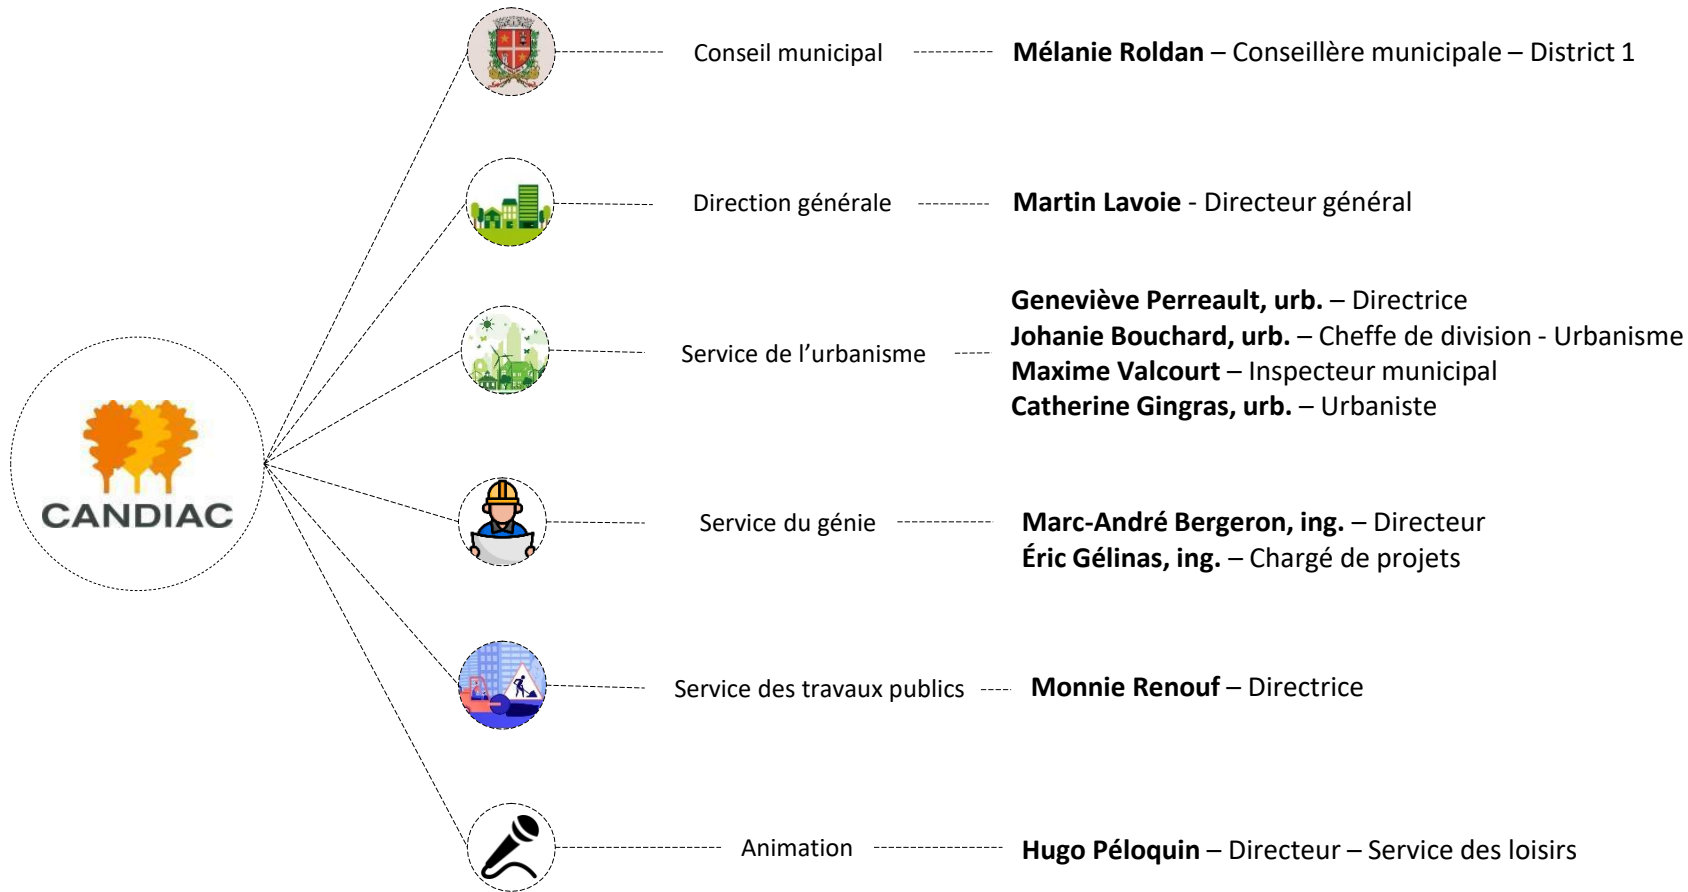 Conseil municipal
Mélanie Roldan – Conseillère municipale – District 1
Direction générale
Martin Lavoie - Directeur général
Service de l’urbanisme
Geneviève Perreault, urb. – Directrice
Johanie Bouchard, urb. – Cheffe de division - Urbanisme
Maxime Valcourt – Inspecteur municipal
Catherine Gingras, urb. – Urbaniste
CANDIAC
Service du génie
Marc-André Bergeron, ing. – Directeur
Éric Gélinas, ing. – Chargé de projets
Service des travaux publics
Monnie Renouf – Directrice
Animation
Hugo Péloquin – Directeur – Service des loisirs